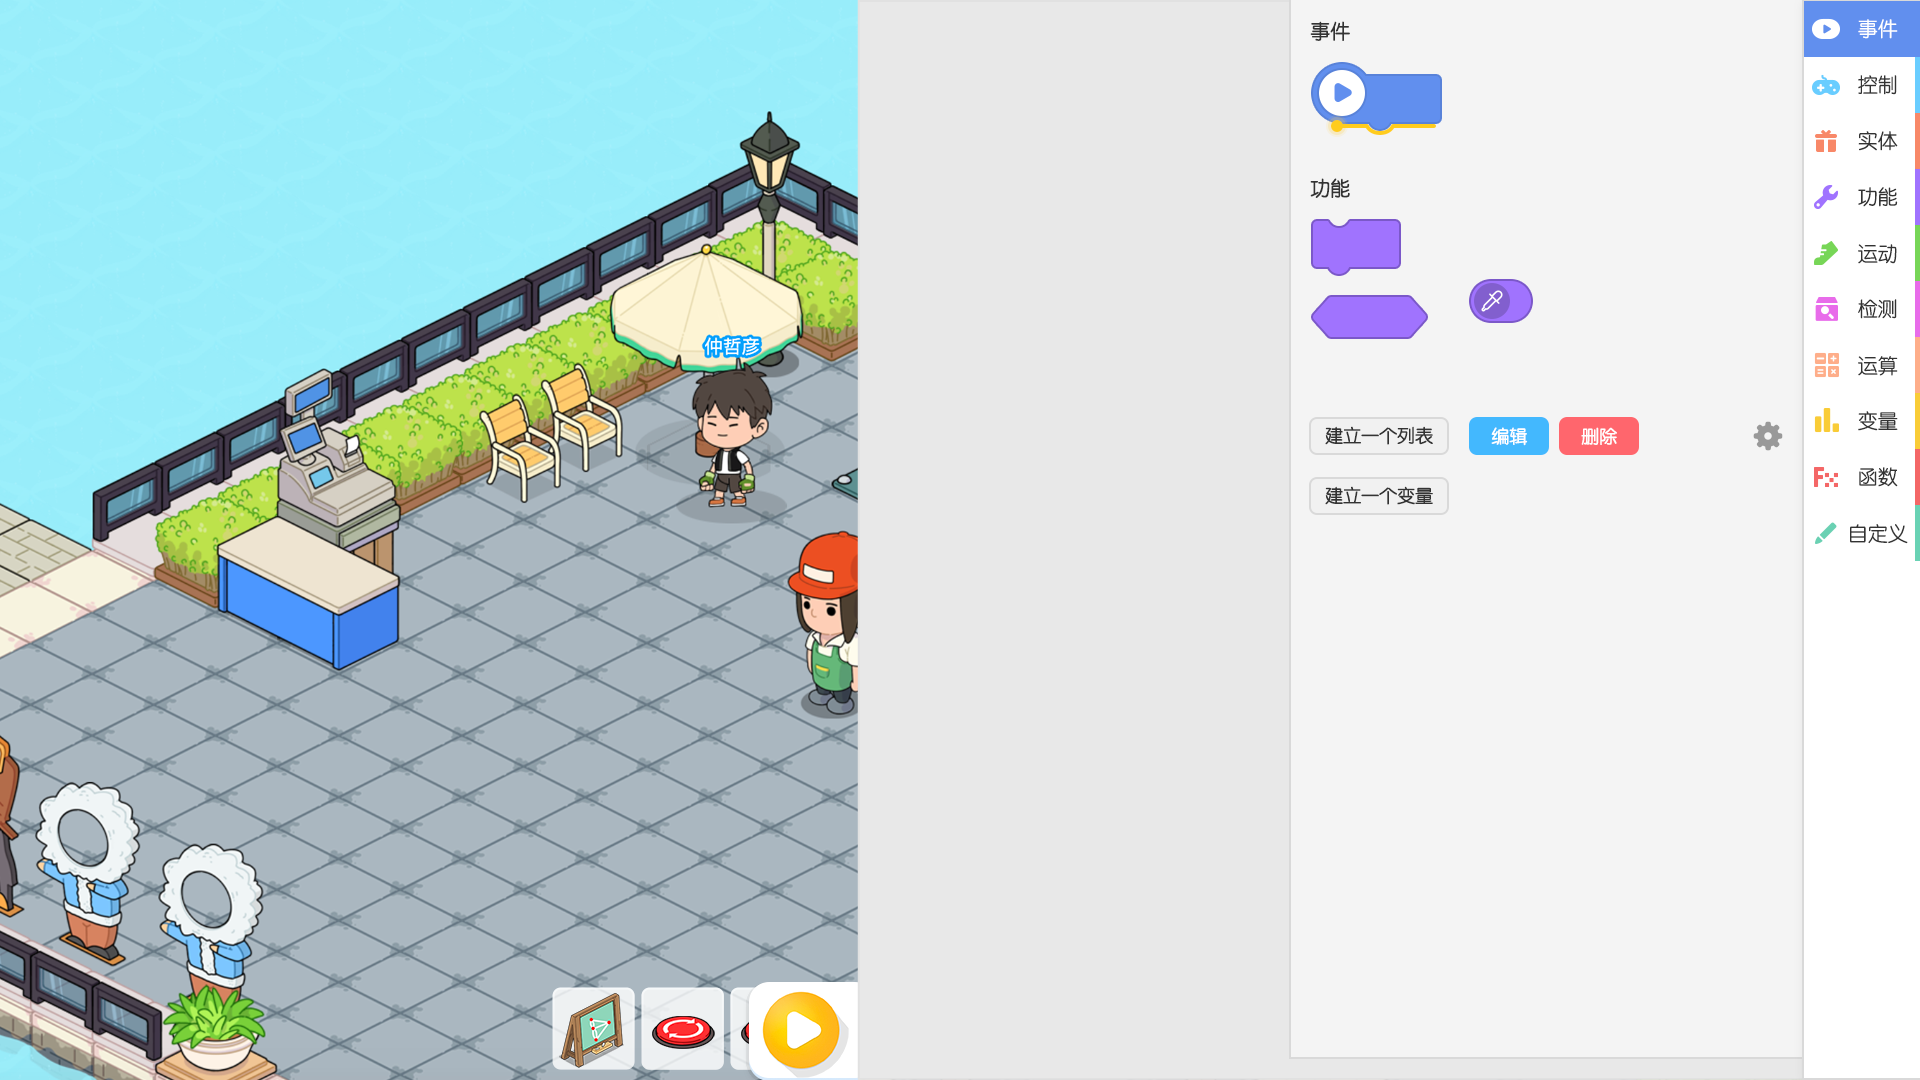 仲哲彦
事件
功能
建立一个列表
编辑
删除
建立一个变量
事件
控制
实体
功能
运动
检测
运算
变量
函数
自定义